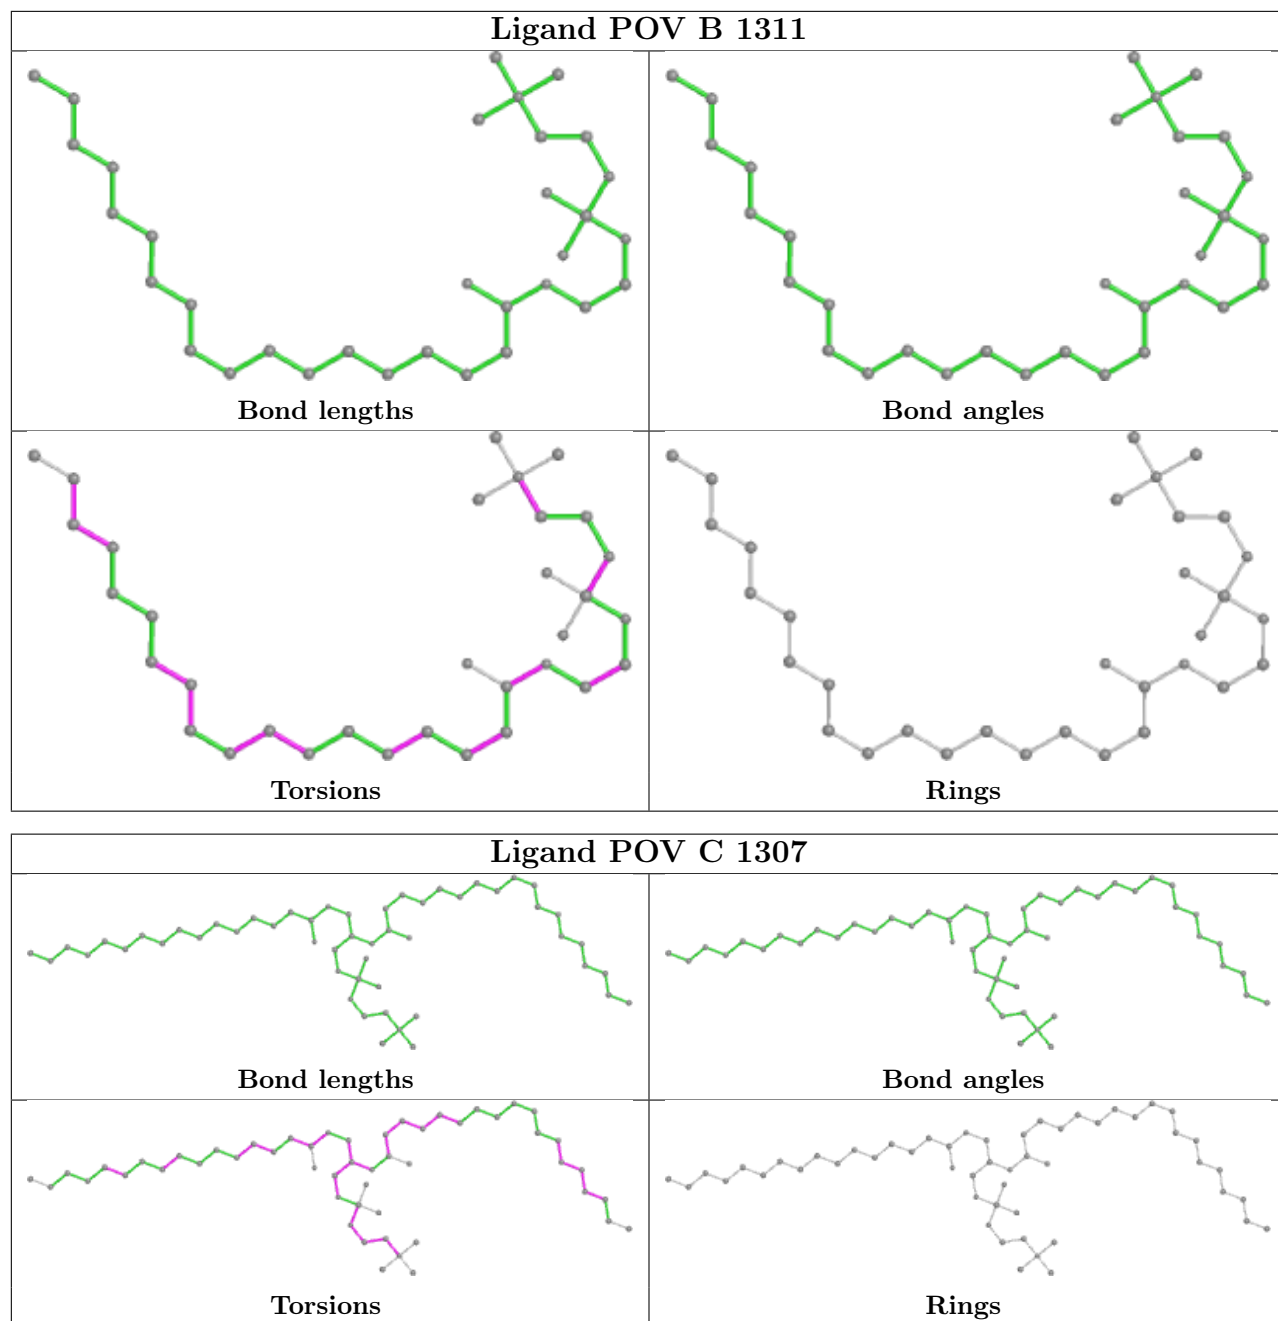 Ligand POV B 1311
Bond lengths
Bond angles
Torsions
Rings
Ligand POV C 1307
Bond lengths
Bond angles
Torsions
Rings